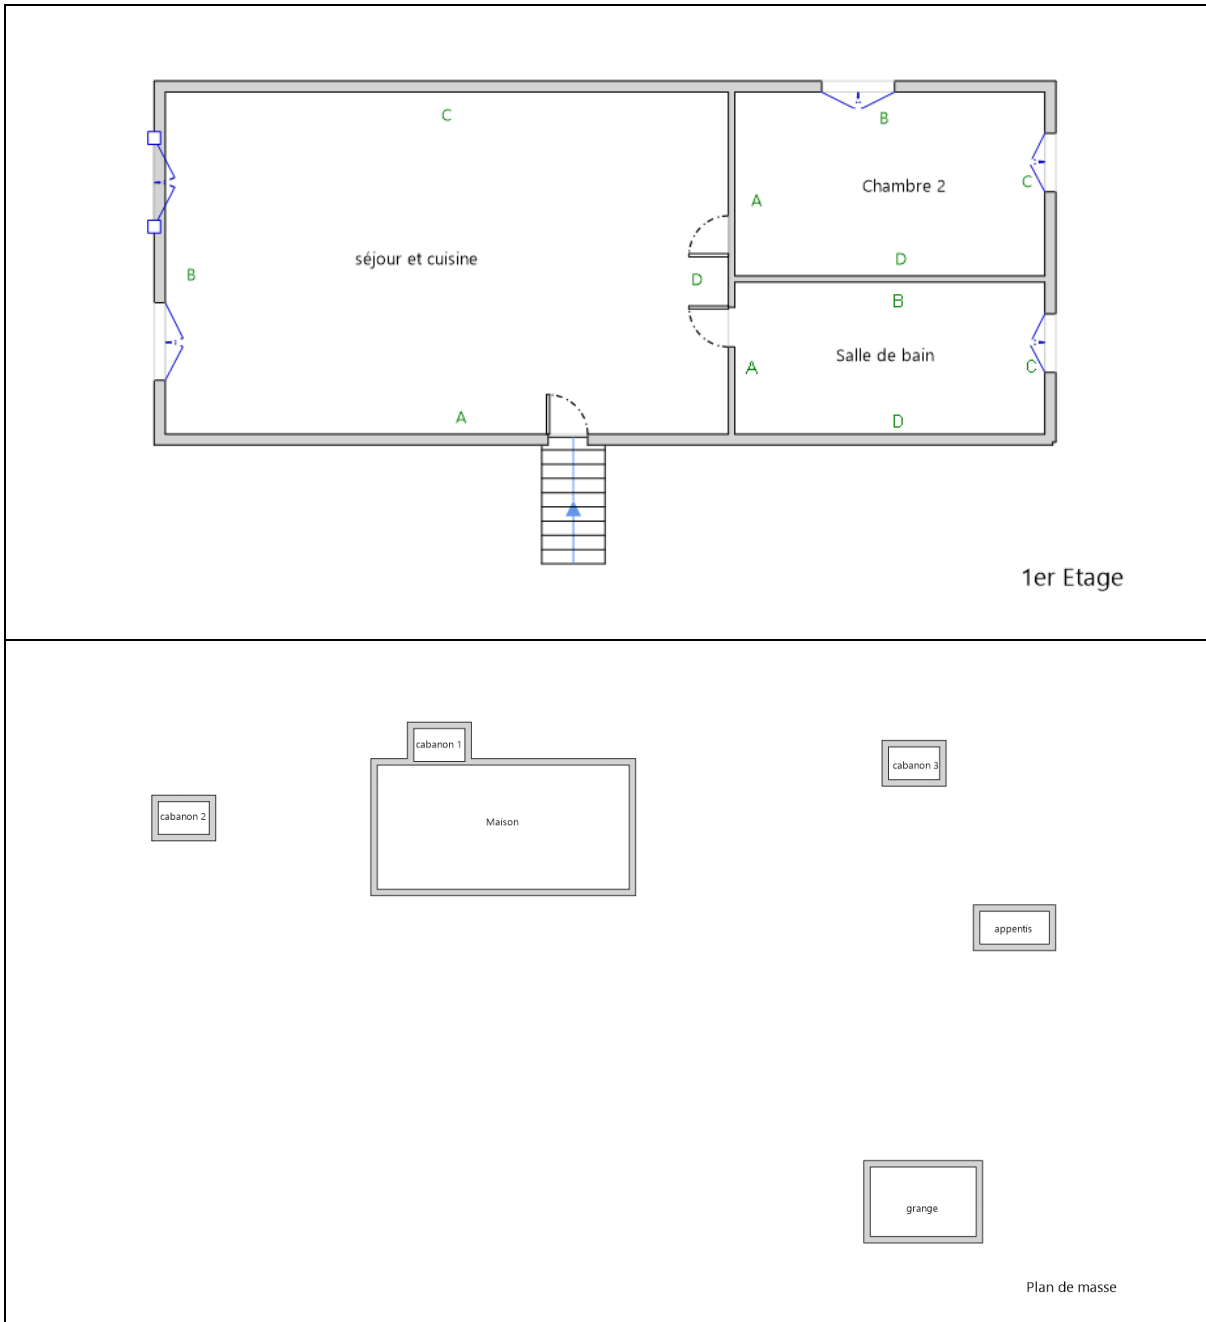 C
B
Chambre 2
C
A
séjour et cuisine
D
B
D
B
Salle de bain
A
C
A
D
1er Etage
cabanon 1
cabanon 3
cabanon 2
Maison
appentis
grange
Plan de masse